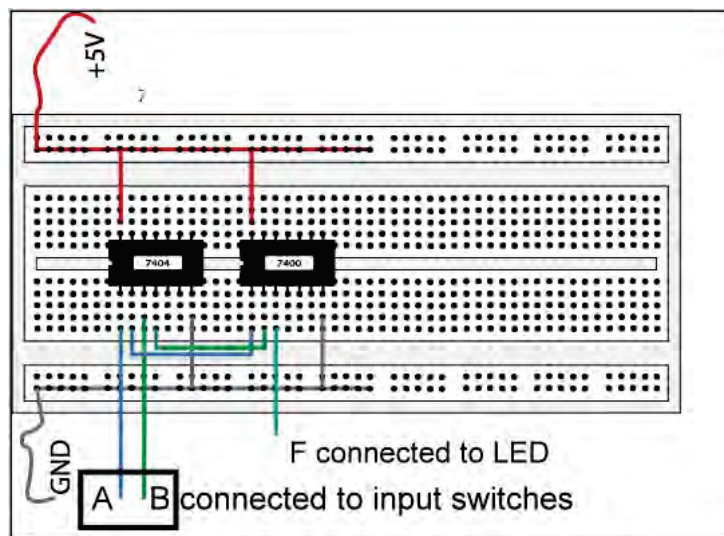 +5V
7
7404
7400
F connected to LED
GND
A B connected to input switches